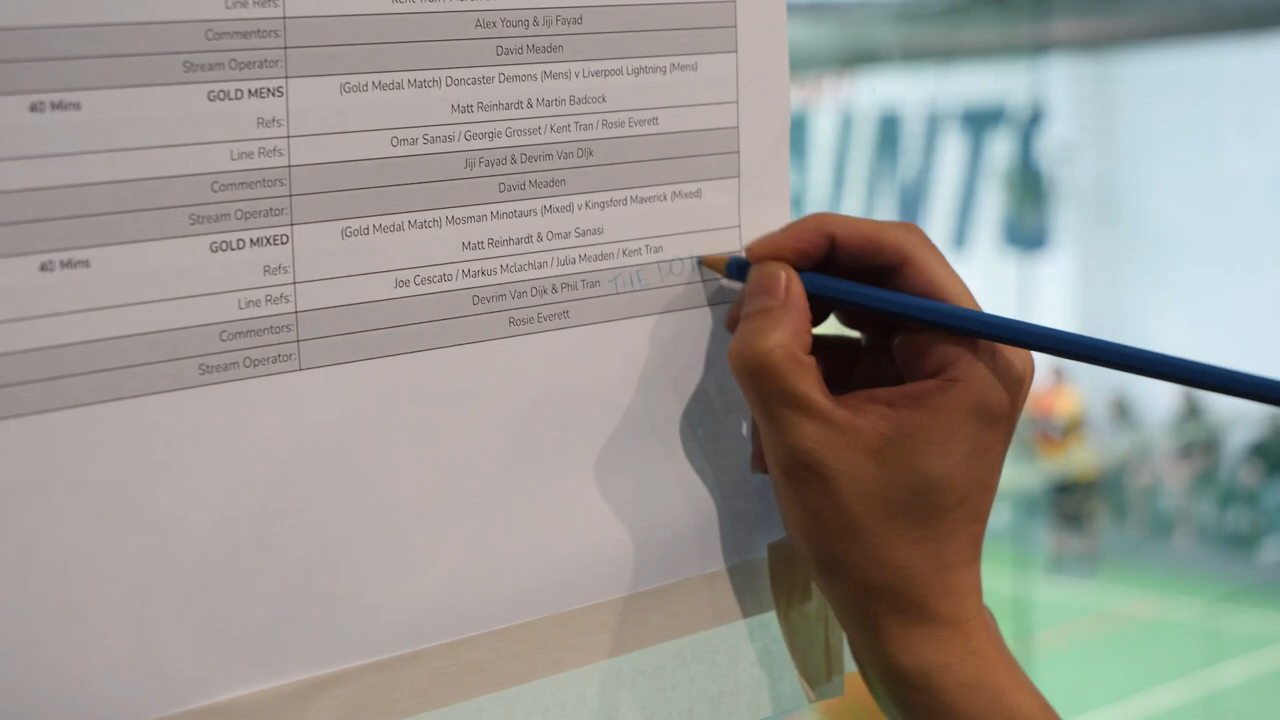 Line Refs:
Commentors: Alex Young & Jiji Fayad
Stream Operator: David Meaden
40 Mins GOLD MENS (Gold Medal Match) Doncaster Demons (Mens) v Liverpool Lightning (Mens)
Refs: Matt Reinhardt & Martin Badcock
Line Refs: Omar Sanasi / Georgie Grosset / Kent Tran / Rosie Everett
Commentors: Jiji Fayad & Devrim Van DIjk
Stream Operator: David Meaden
40 Mins GOLD MIXED (Gold Medal Match) Mosman Minotaurs (Mixed) v Kingsford Maverick (Mixed)
Refs: Matt Reinhardt & Omar Sanasi
Line Refs: Joe Cescato / Markus Mclachlan / Julia Meaden / Kent Tran
Commentors: Devrim Van Dijk & Phil Tran THE
Stream Operator: Rosie Everett